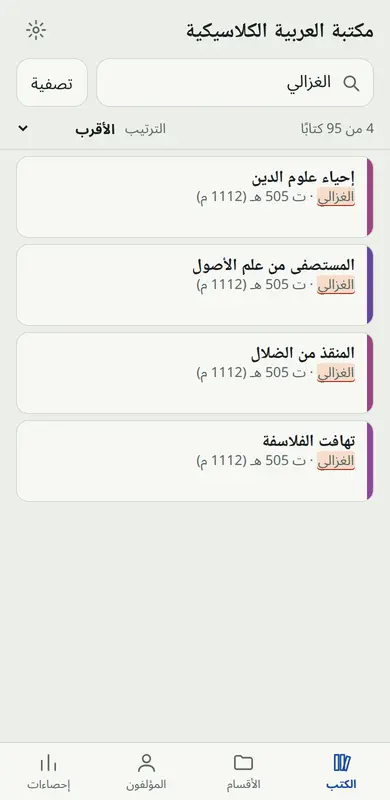 مكتبة العربية الكلاسيكية
الغزالي
تصفية
4 من 95 كتابًا
الترتيب الأقرب
إحياء علوم الدين
الغزالي · ت 505 هـ (1112 م)
المستصفى من علم الأصول
الغزالي · ت 505 هـ (1112 م)
المنقذ من الضلال
الغزالي · ت 505 هـ (1112 م)
تهافت الفلاسفة
الغزالي · ت 505 هـ (1112 م)
الكتب
الأقسام
المؤلفون
إحصاءات